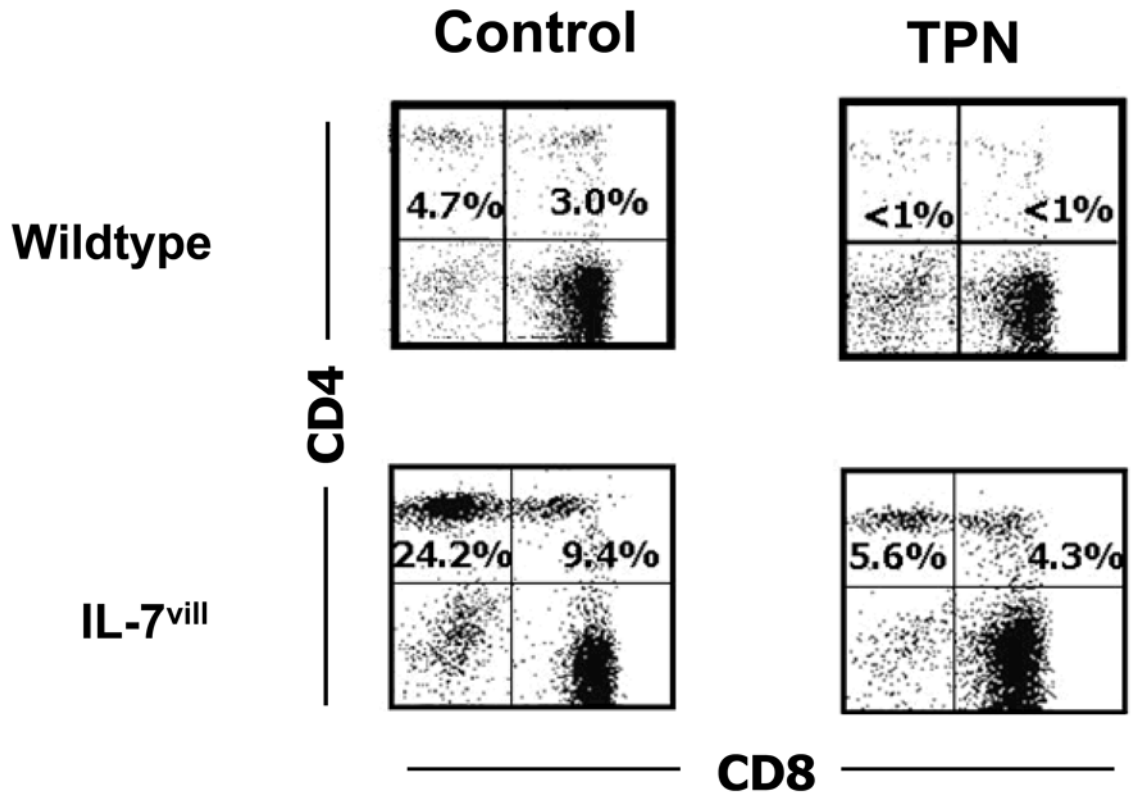 Control
TPN
Wildtype
4.7%
3.0%
<1%
<1%
CD4
IL-7vill
24.2%
9.4%
5.6%
4.3%
CD8